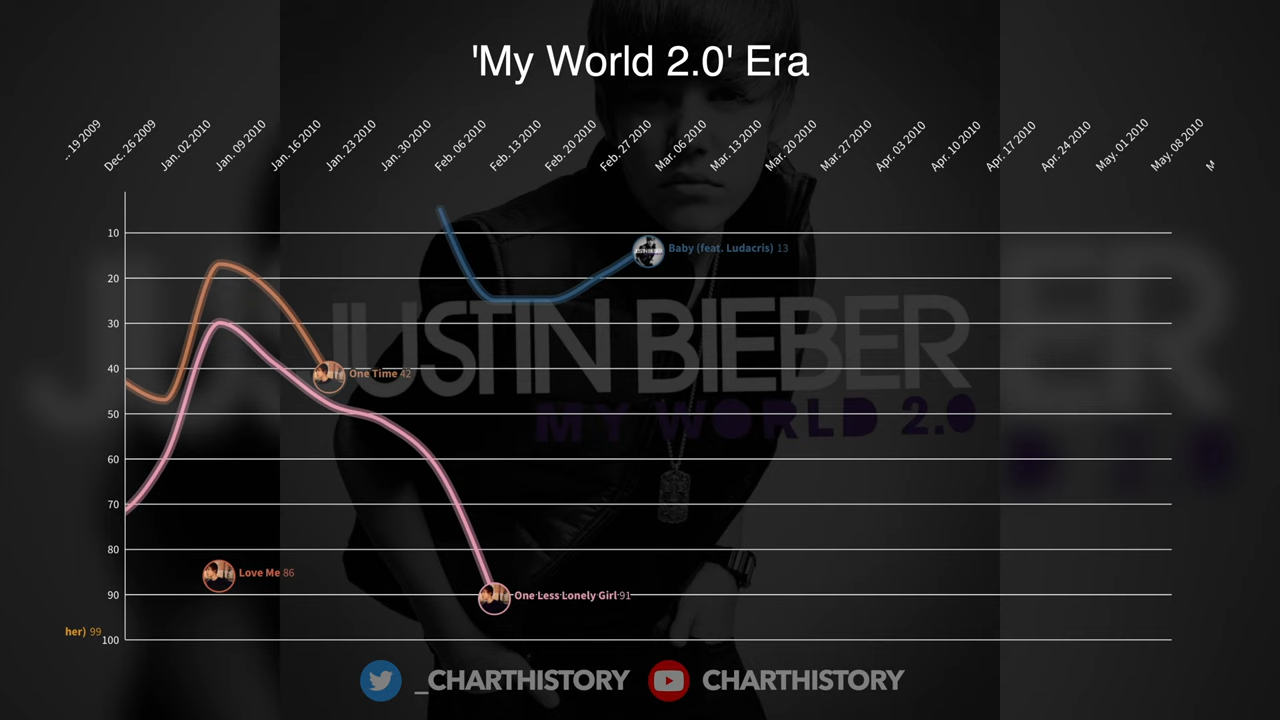 'My World 2.0' Era
.. 19 2009
Dec. 26 2009
Jan. 02 2010
Jan. 09 2010
Jan. 16 2010
Jan. 23 2010
Jan. 30 2010
Feb. 06 2010
Feb. 13 2010
Feb. 20 2010
Feb. 27 2010
Mar. 06 2010
Mar. 13 2010
Mar. 20 2010
Mar. 27 2010
Apr. 03 2010
Apr. 10 2010
Apr. 17 2010
Apr. 24 2010
May. 01 2010
May. 08 2010
M
10
Baby (feat. Ludacris) 13
20
30
JUSTIN BIEBER
40
One Time 42
MY WORLD 2.0
50
60
70
80
Love Me 86
90
One Less Lonely Girl 91
her) 99
100
_CHARTHISTORY
CHARTHISTORY